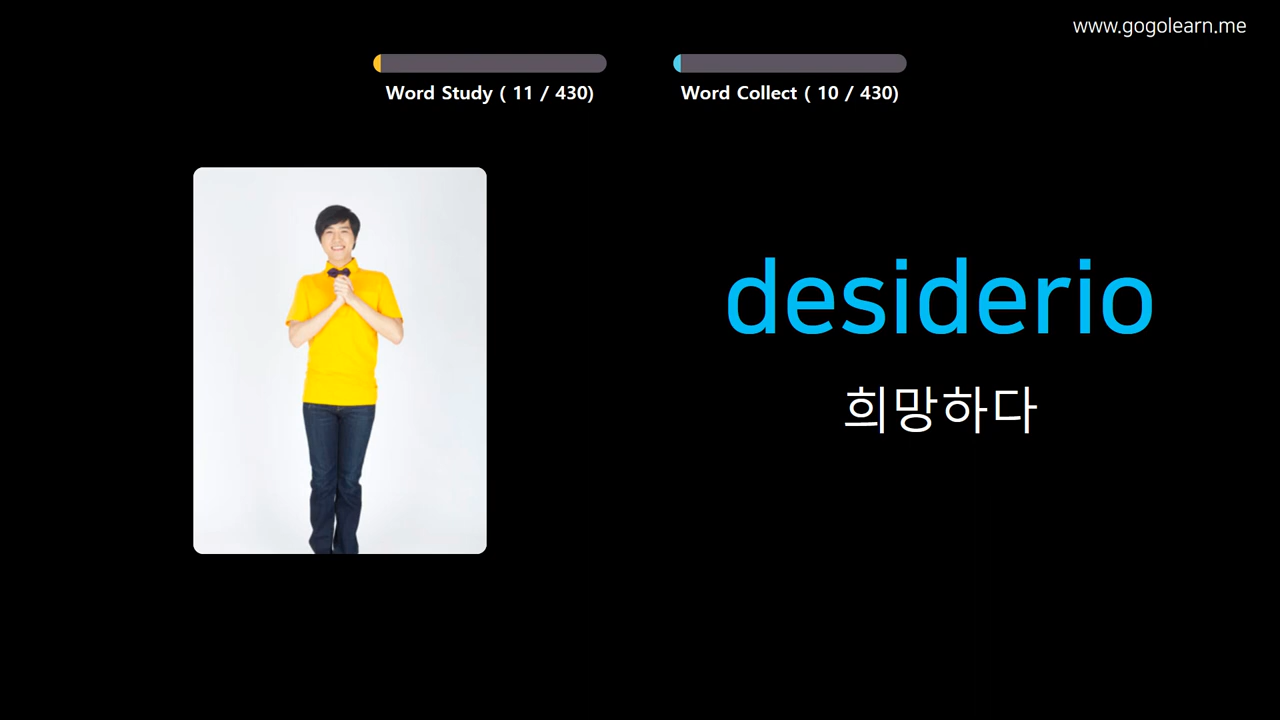 www.gogolearn.me
Word Study ( 11 / 430)
Word Collect ( 10 / 430)
desiderio
희망하다